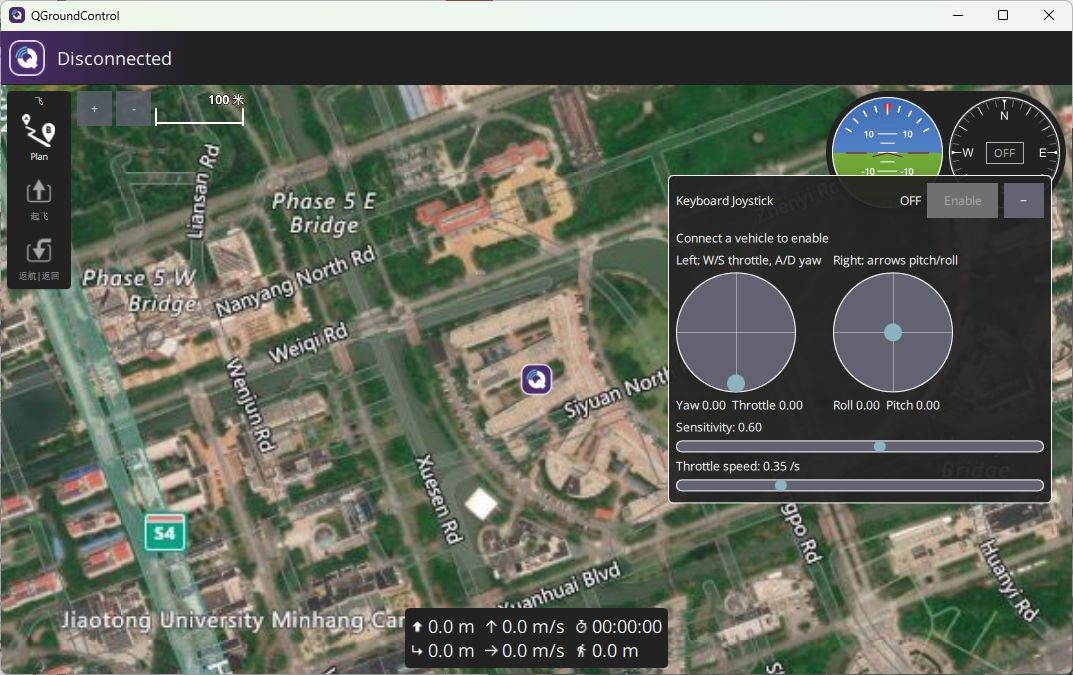 QGroundControl
Disconnected
飞
Plan
起飞
返航|返回
+ -
100 米
10 10
-10 -10
N
W OFF E
Keyboard Joystick OFF Enable −
Connect a vehicle to enable
Left: W/S throttle, A/D yaw Right: arrows pitch/roll
Yaw 0.00 Throttle 0.00 Roll 0.00 Pitch 0.00
Sensitivity: 0.60
Throttle speed: 0.35 /s
Liansan Rd
Phase 5 E
Bridge
Zhenyi Rd
Phase 5 W
Bridge
Nanyang North Rd
Weiqi Rd
Wenjun Rd
Siyuan North
Xuesen Rd
Bridge
S4
Huanyi Rd
Jiaotong University Minhang
Blvd
0.0 m 0.0 m/s 00:00:00
0.0 m 0.0 m/s 0.0 m